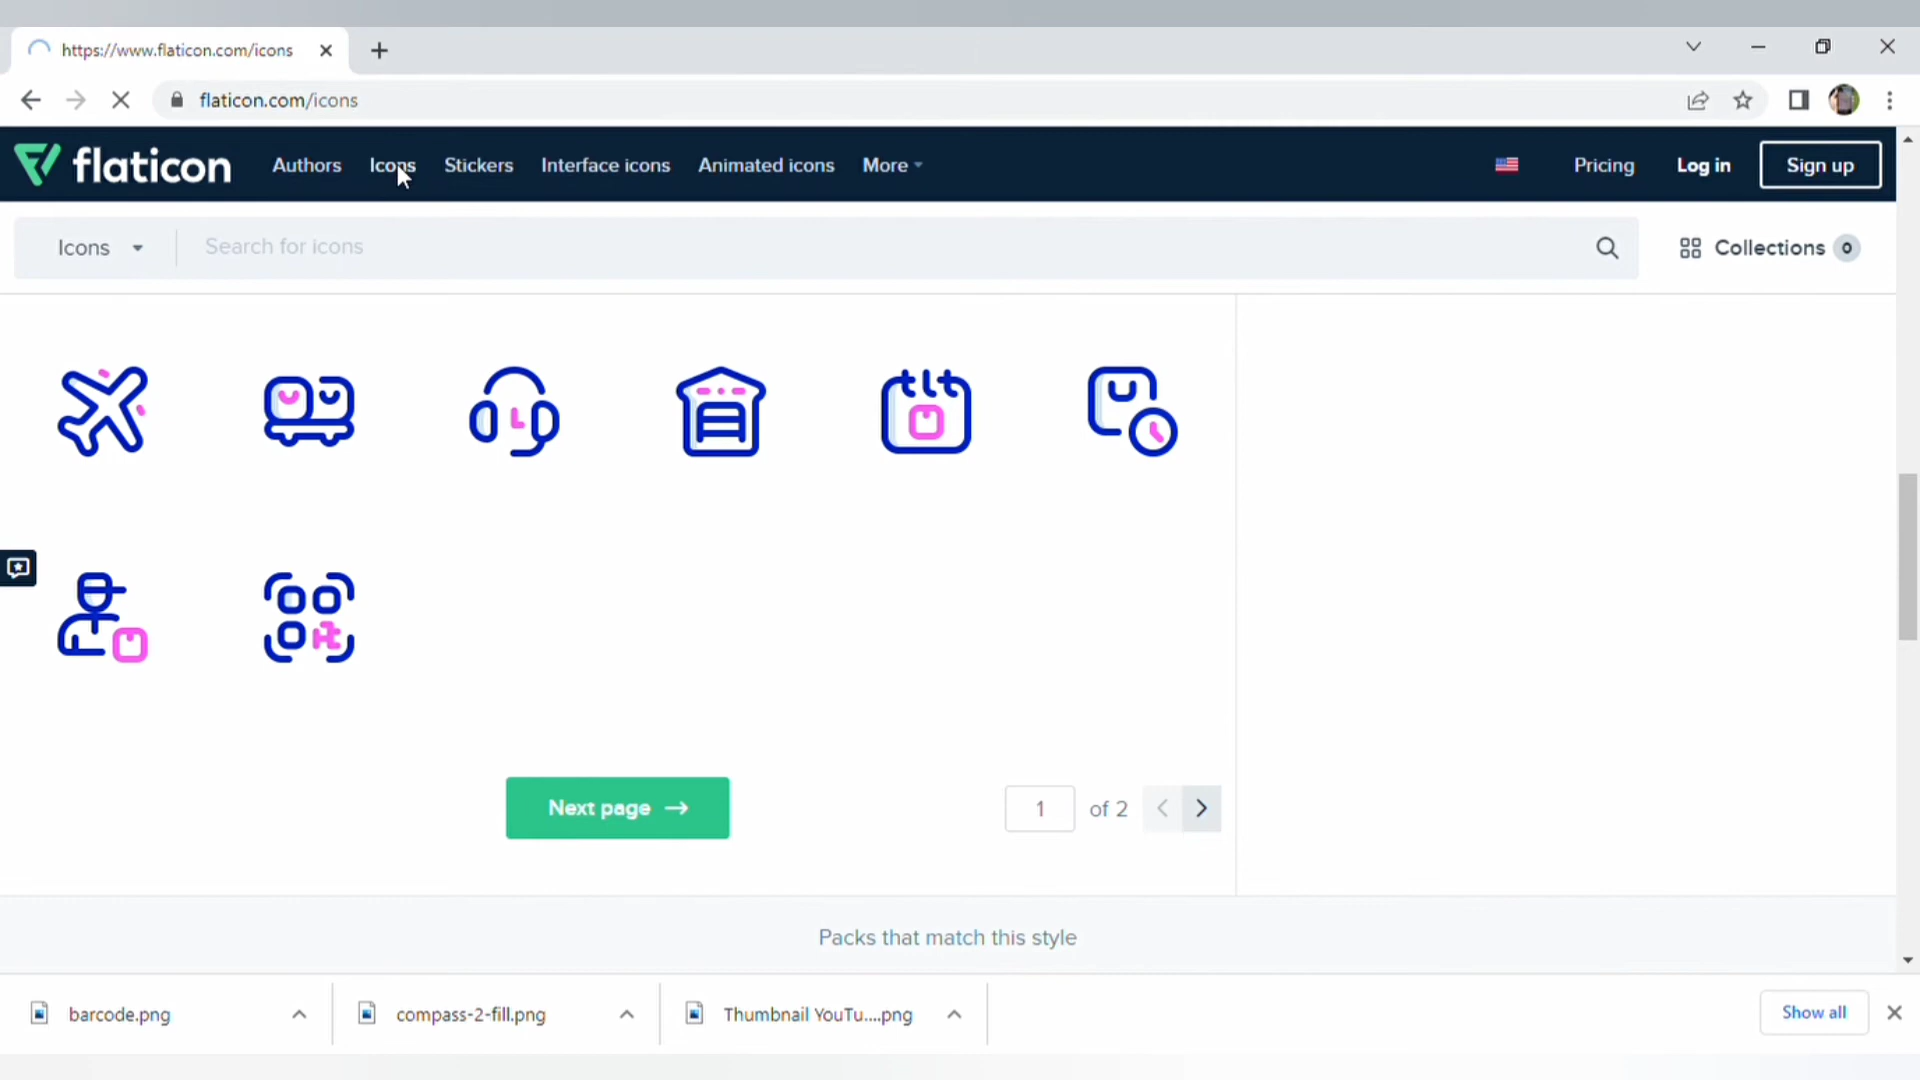 https://www.flaticon.com/icons
flaticon.com/icons
flaticon Authors Icons Stickers Interface icons Animated icons More Pricing Log in Sign up
Icons Search for icons Collections 0
Next page → 1 of 2
Packs that match this style
barcode.png compass-2-fill.png Thumbnail YouTu....png Show all